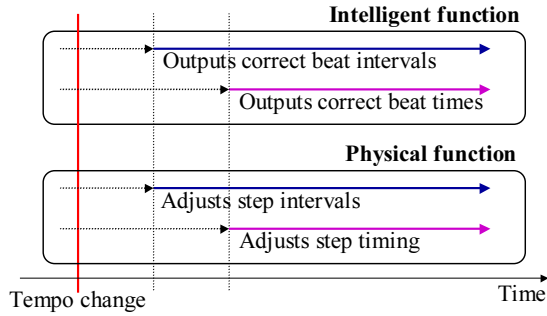 Intelligent function
Outputs correct beat intervals
Outputs correct beat times
Physical function
Adjusts step intervals
Adjusts step timing
Tempo change
Time